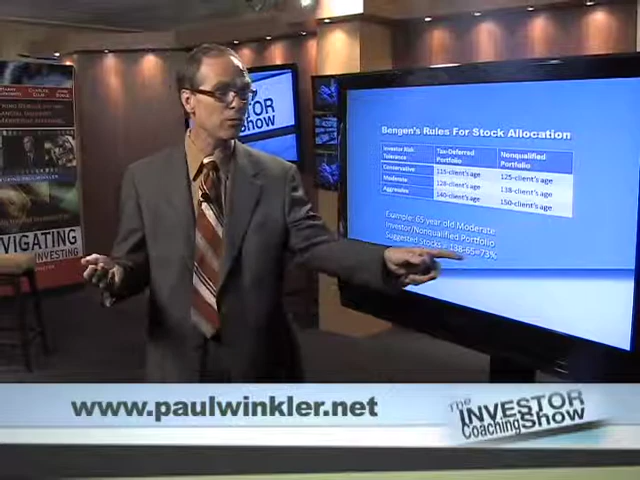 Bengen's Rules For Stock Allocation
Investor Risk Tolerance
Tax-Deferred Portfolio
Nonqualified Portfolio
Conservative
115-client's age
125-client's age
Moderate
128-client's age
138-client's age
Aggressive
140-client's age
150-client's age
Example: 65 year old Moderate
Investor/Nonqualified Portfolio
Suggested Stocks = 138-65=73%
INVESTOR
Show
VIGATING
INVESTING
www.paulwinkler.net
The
INVESTOR
Coaching Show